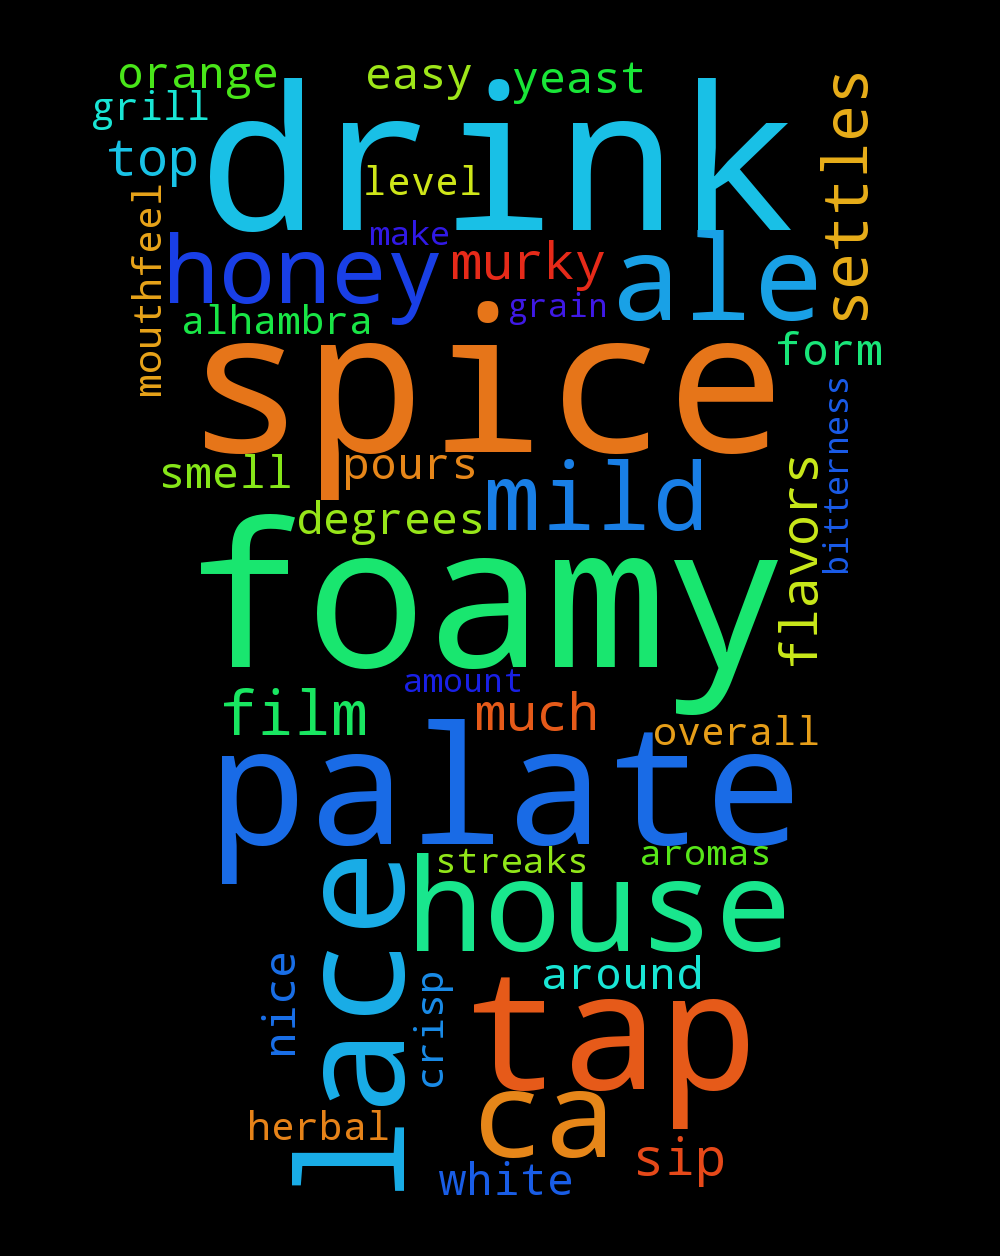 orange
easy
yeast
grill
drink
settles
top
level
mouthfeel
make
honey
murky
ale
grain
alhambra
spice
form
smell
pours
mild
bitterness
degrees
flavors
foamy
amount
film
much
overall
palate
streaks
aromas
lace
house
nice
around
crisp
tap
ca
herbal
sip
white